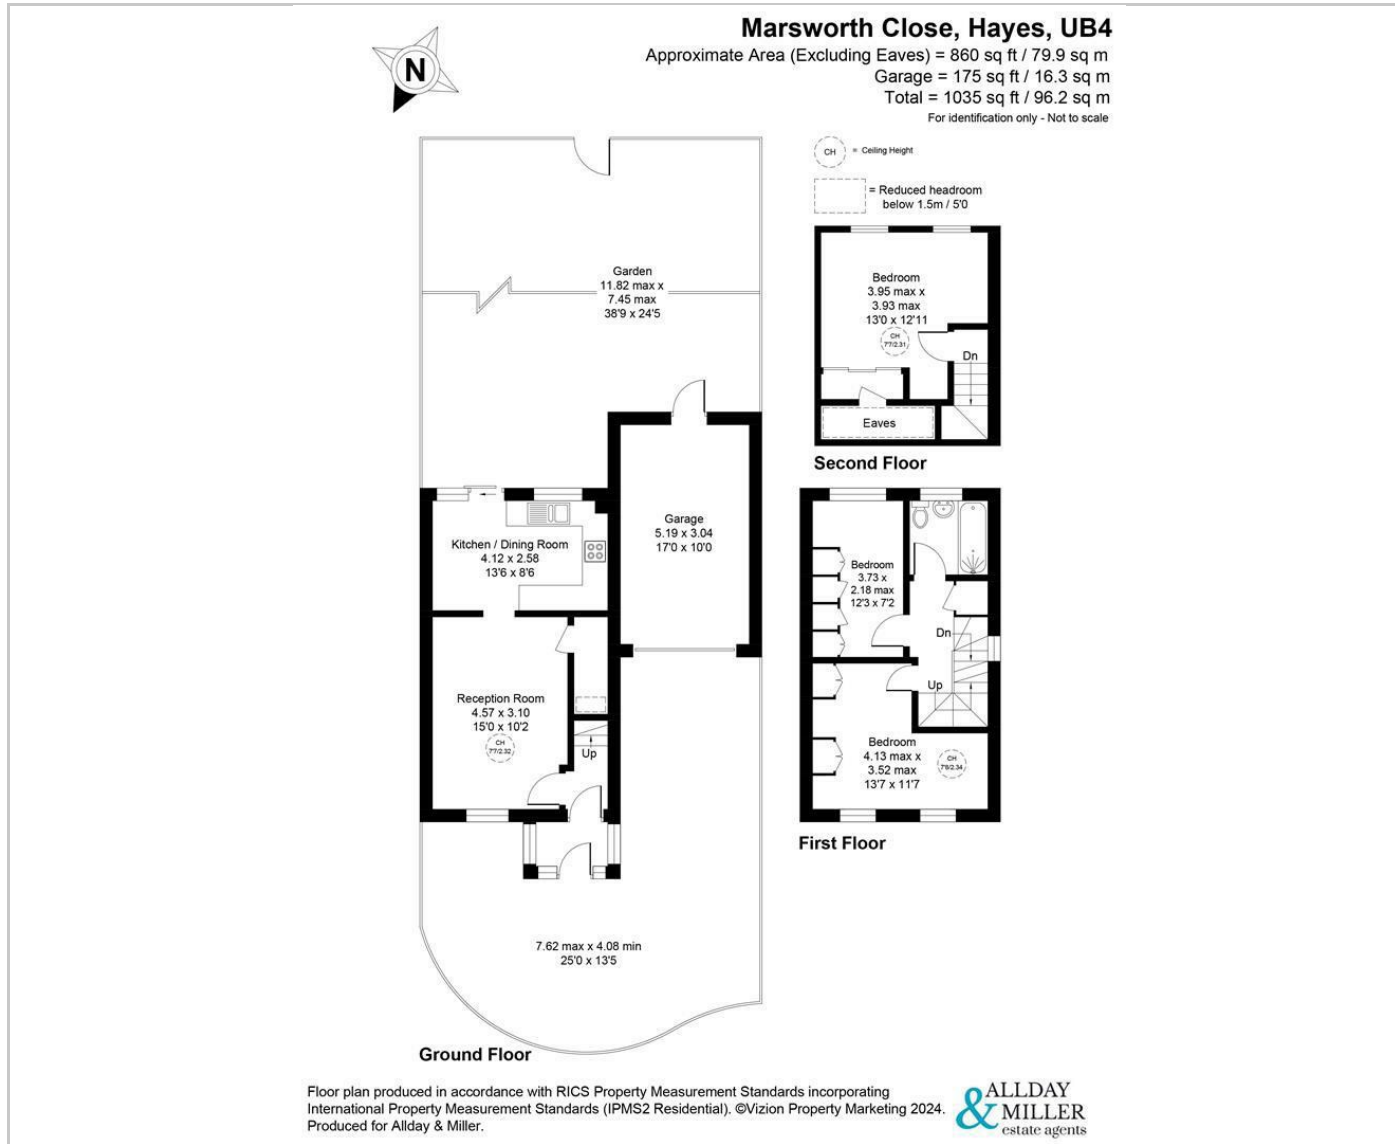 Marsworth Close, Hayes, UB4
Approximate Area (Excluding Eaves) = 860 sq ft / 79.9 sq m
Garage = 175 sq ft / 16.3 sq m
Total = 1035 sq ft / 96.2 sq m
For identification only - Not to scale
N
CH = Ceiling Height
= Reduced headroom
below 1.5m / 5'0
Garden
11.82 max x
7.45 max
38'9 x 24'5
Bedroom
3.95 max x
3.93 max
13'0 x 12'11
CH
7'7/2.31
Dn
Eaves
Second Floor
Garage
5.19 x 3.04
17'0 x 10'0
Kitchen / Dining Room
4.12 x 2.58
13'6 x 8'6
Reception Room
4.57 x 3.10
15'0 x 10'2
CH
7'7/2.32
Up
Bedroom
3.73 x
2.18 max
12'3 x 7'2
Dn
Up
Bedroom
4.13 max x
3.52 max
13'7 x 11'7
CH
7'8/2.34
First Floor
7.62 max x 4.08 min
25'0 x 13'5
Ground Floor
Floor plan produced in accordance with RICS Property Measurement Standards incorporating
International Property Measurement Standards (IPMS2 Residential). ©Vizion Property Marketing 2024.
Produced for Allday & Miller.
ALLDAY
& MILLER
estate agents